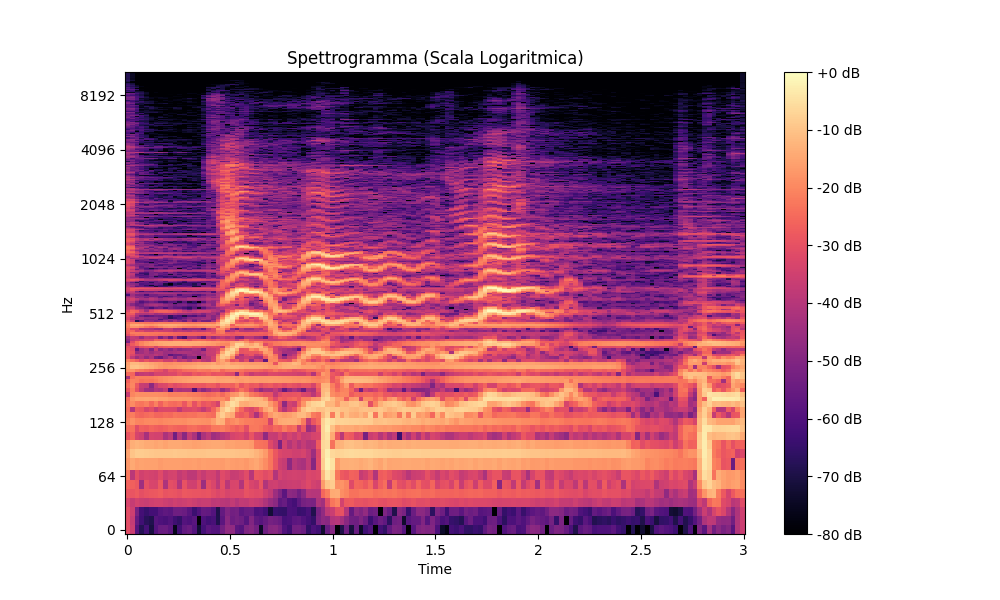 Spettrogramma (Scala Logaritmica)
8192
4096
2048
1024
512
256
128
64
0
Hz
0
0.5
1
1.5
2
2.5
3
Time
+0 dB
-10 dB
-20 dB
-30 dB
-40 dB
-50 dB
-60 dB
-70 dB
-80 dB